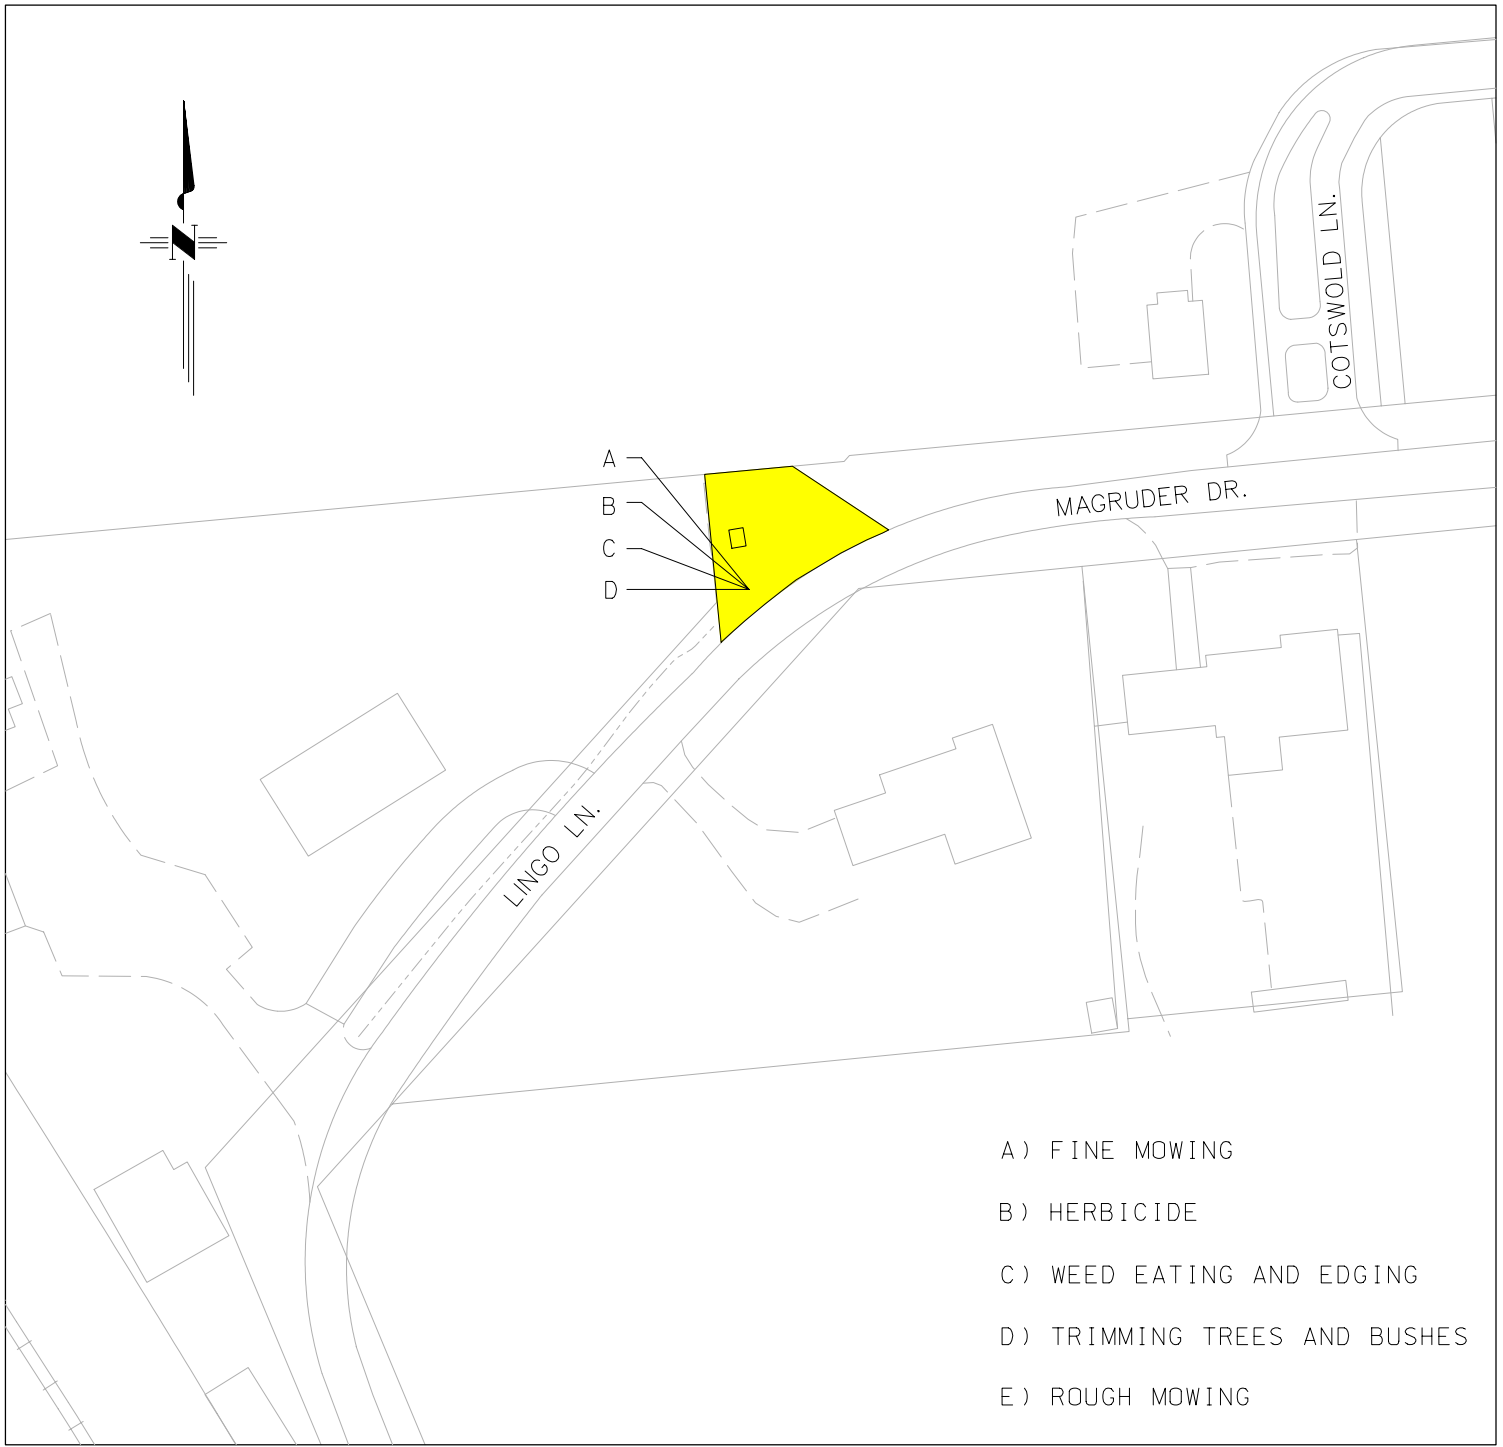 N
COTSWOLD LN.
A
B
C
D
MAGRUDER DR.
LINGO LN.
A) FINE MOWING
B) HERBICIDE
C) WEED EATING AND EDGING
D) TRIMMING TREES AND BUSHES
E) ROUGH MOWING